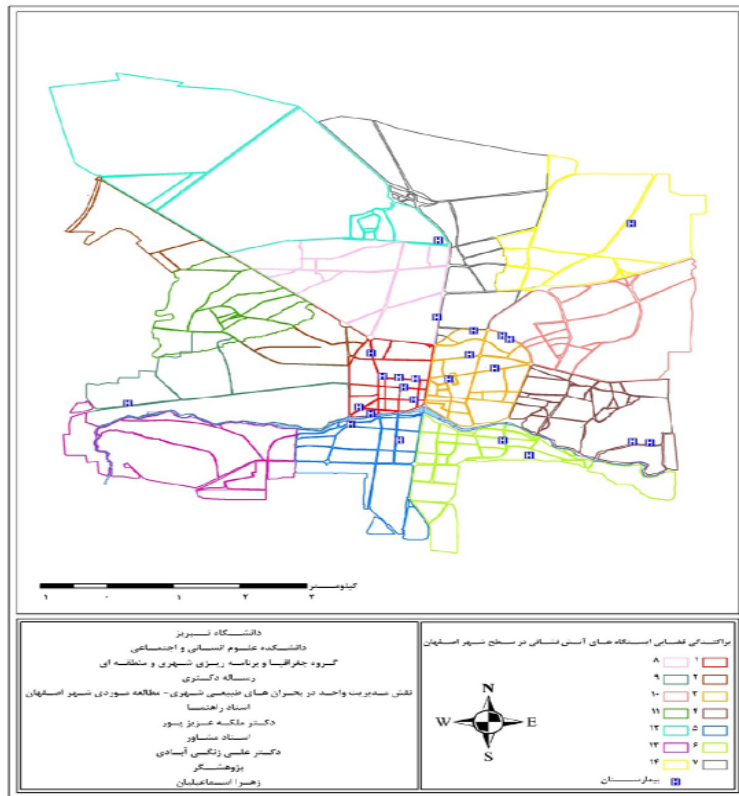 N
W E
S
کیلومتر
۱ ۰ ۱ ۲ ۳
دانشگاه تبریز
دانشکده علوم انسانی و اجتماعی
گروه جغرافیا و برنامه ریزی شهری و منطقه ای
رساله دکتری
نقش مدیریت واحد در بحران های طبیعی شهری- مطالعه موردی شهر اصفهان
استاد راهنما
دکتر ملکه عزیز پور
استاد مشاور
دکتر علی زنگی آبادی
پژوهشگر
زهرا اسماعیلیان
پراکندگی فضایی ایستگاه های آتش نشانی در سطح شهر اصفهان
۱ ۸
۲ ۹
۳ ۱۰
۴ ۱۱
۵ ۱۲
۶ ۱۳
۷ ۱۴
H بیمارستان